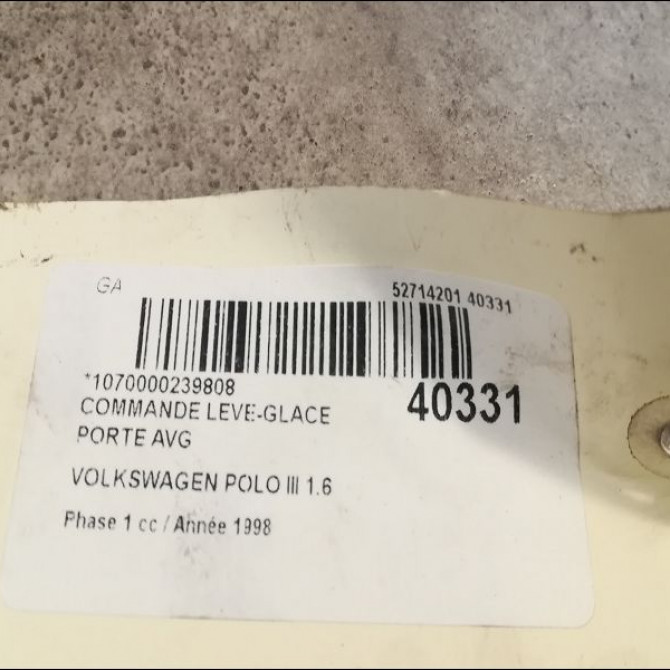 GA
52714201 40331
*1070000239808
40331
COMMANDE LEVE-GLACE
PORTE AVG
VOLKSWAGEN POLO III 1.6
Phase 1 cc / Année 1998